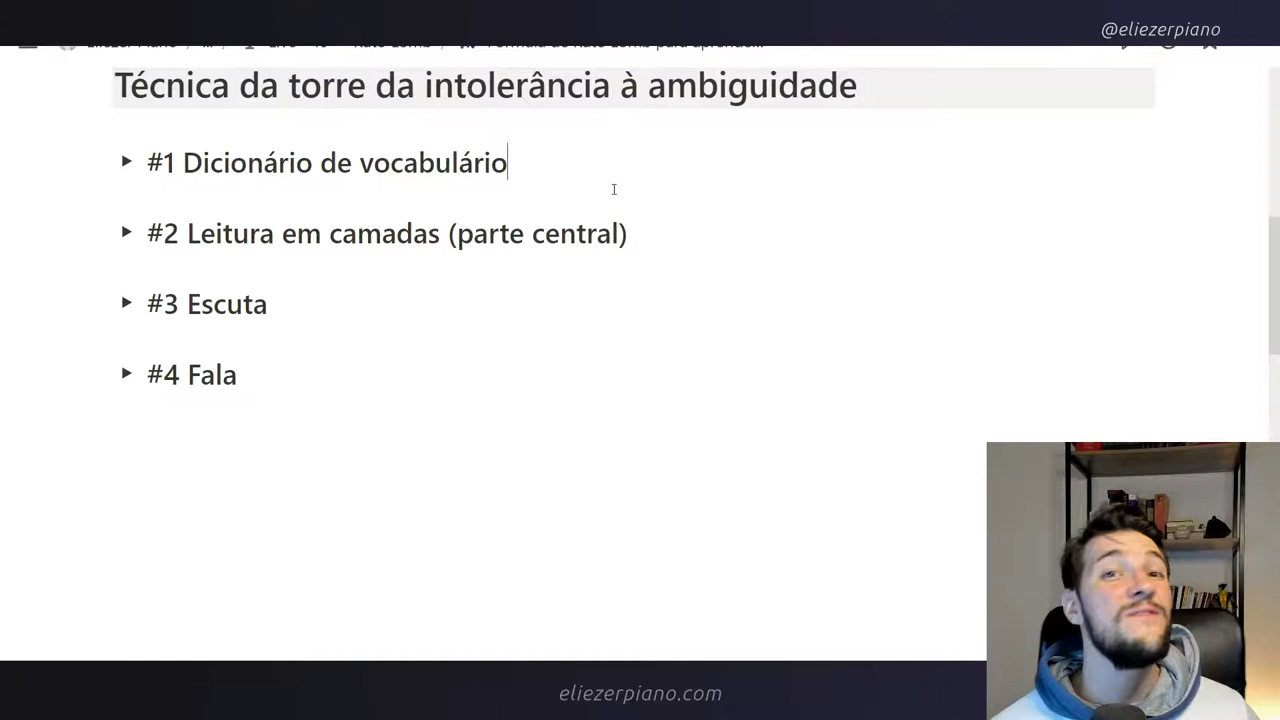 @eliezerpiano
Técnica da torre da intolerância à ambiguidade
#1 Dicionário de vocabulário
#2 Leitura em camadas (parte central)
#3 Escuta
#4 Fala
eliezerpiano.com